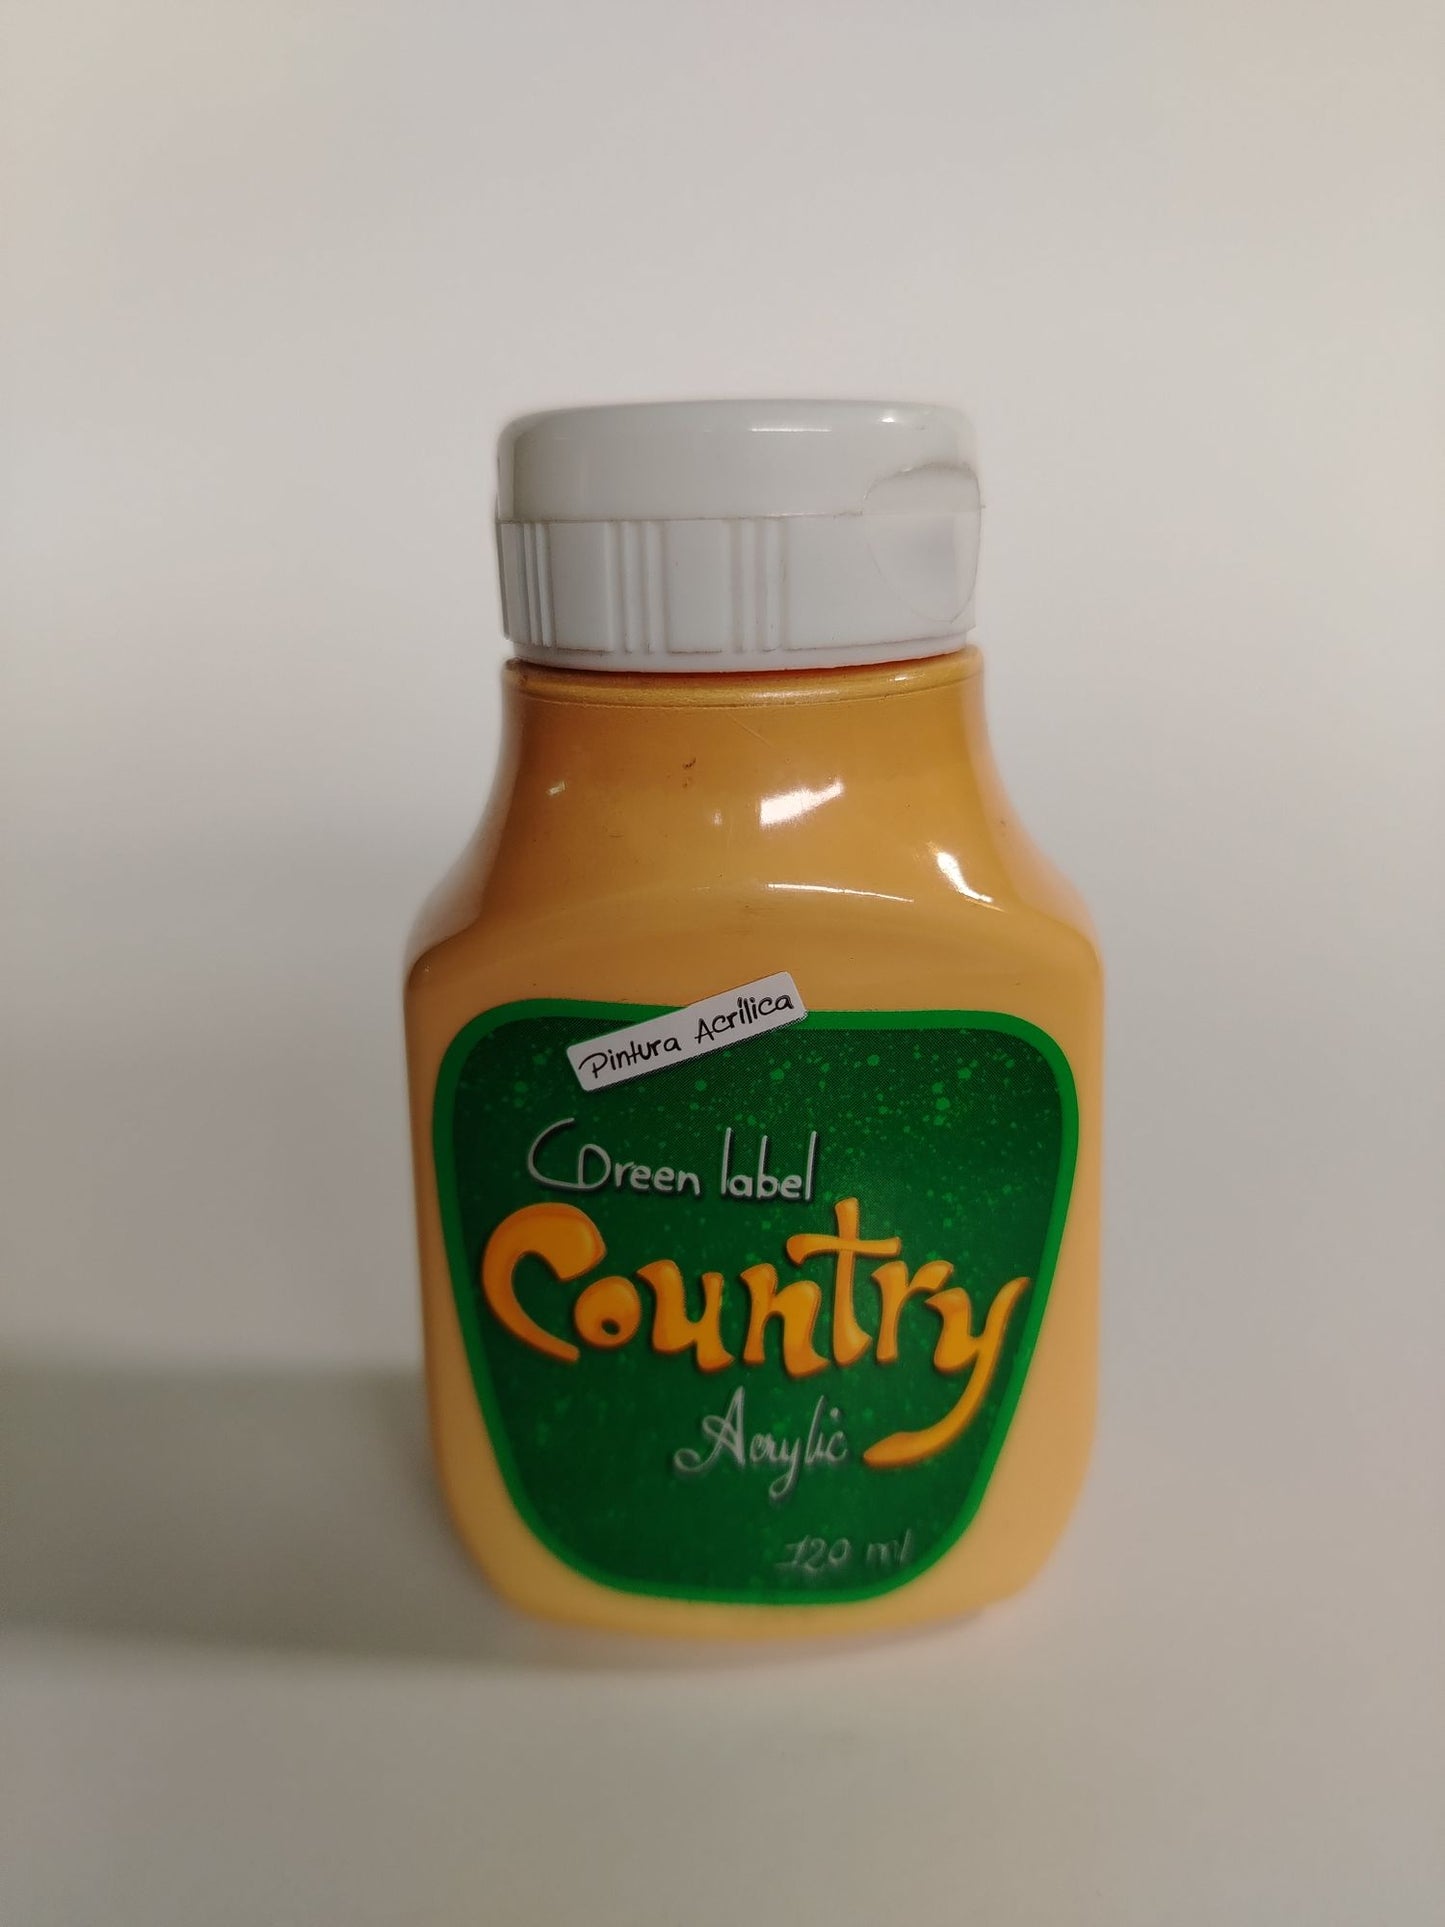 Pintura Acrílica
Green label
Country
Acrylic
120 ml